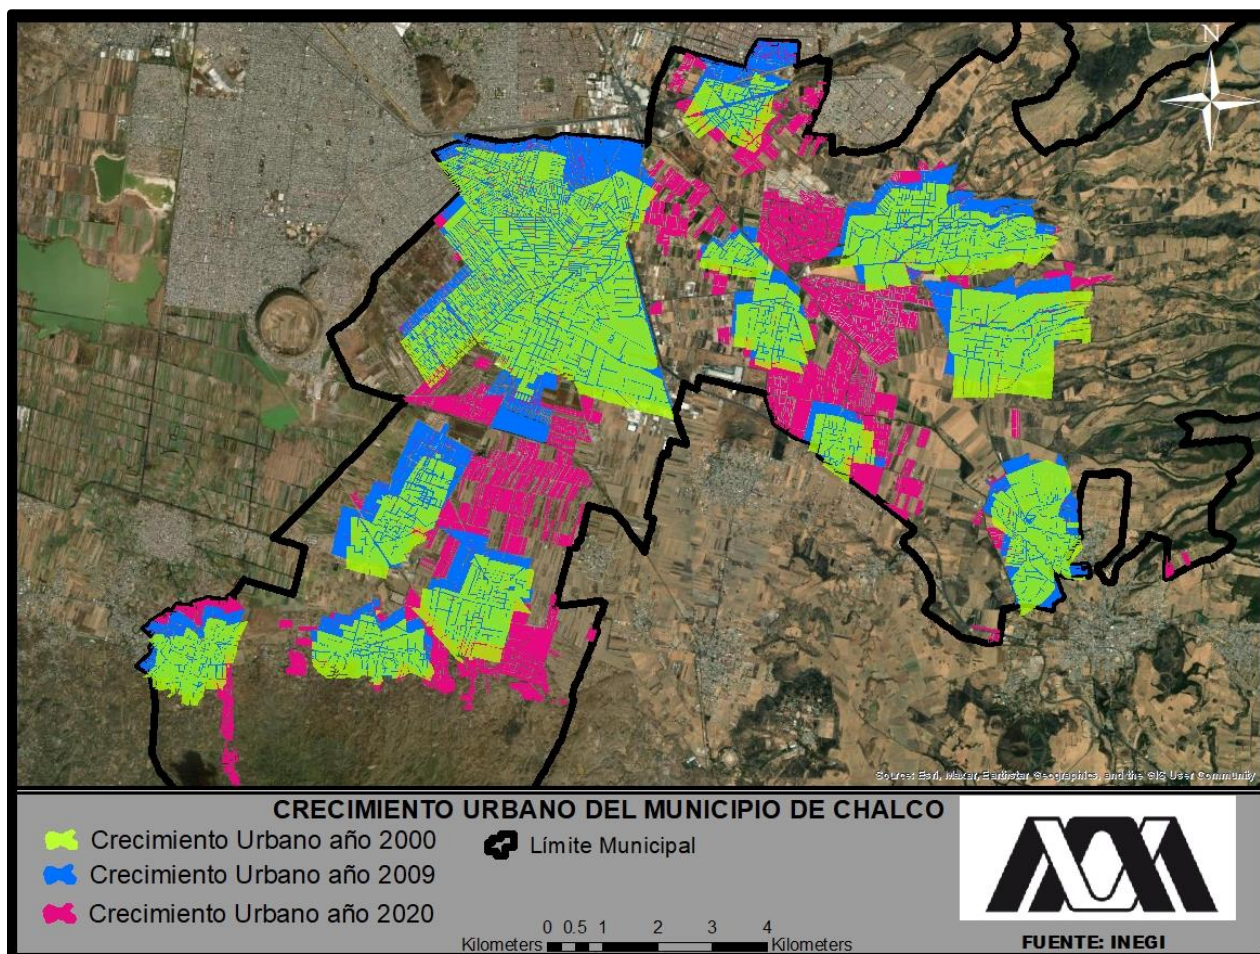 N
Source: Esri, Maxar, Earthstar Geographics, and the GIS User Community
CRECIMIENTO URBANO DEL MUNICIPIO DE CHALCO
Crecimiento Urbano año 2000
Límite Municipal
Crecimiento Urbano año 2009
Crecimiento Urbano año 2020
0 0.5 1 2 3 4
Kilometers Kilometers
FUENTE: INEGI